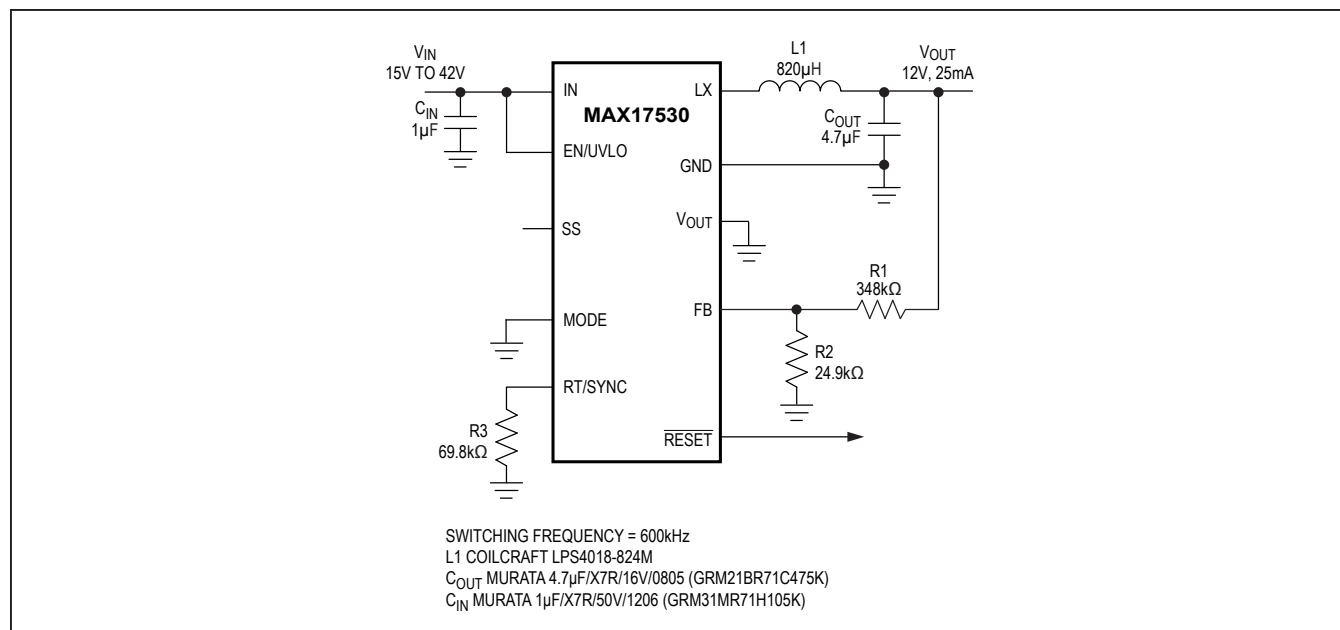 VIN
15V TO 42V
CIN
1µF
IN
EN/UVLO
SS
MODE
RT/SYNC
R3
69.8kΩ
MAX17530
LX
GND
VOUT
FB
RESET
L1
820µH
VOUT
12V, 25mA
COUT
4.7µF
R1
348kΩ
R2
24.9kΩ
SWITCHING FREQUENCY = 600kHz
L1 COILCRAFT LPS4018-824M
COUT MURATA 4.7µF/X7R/16V/0805 (GRM21BR71C475K)
CIN MURATA 1µF/X7R/50V/1206 (GRM31MR71H105K)